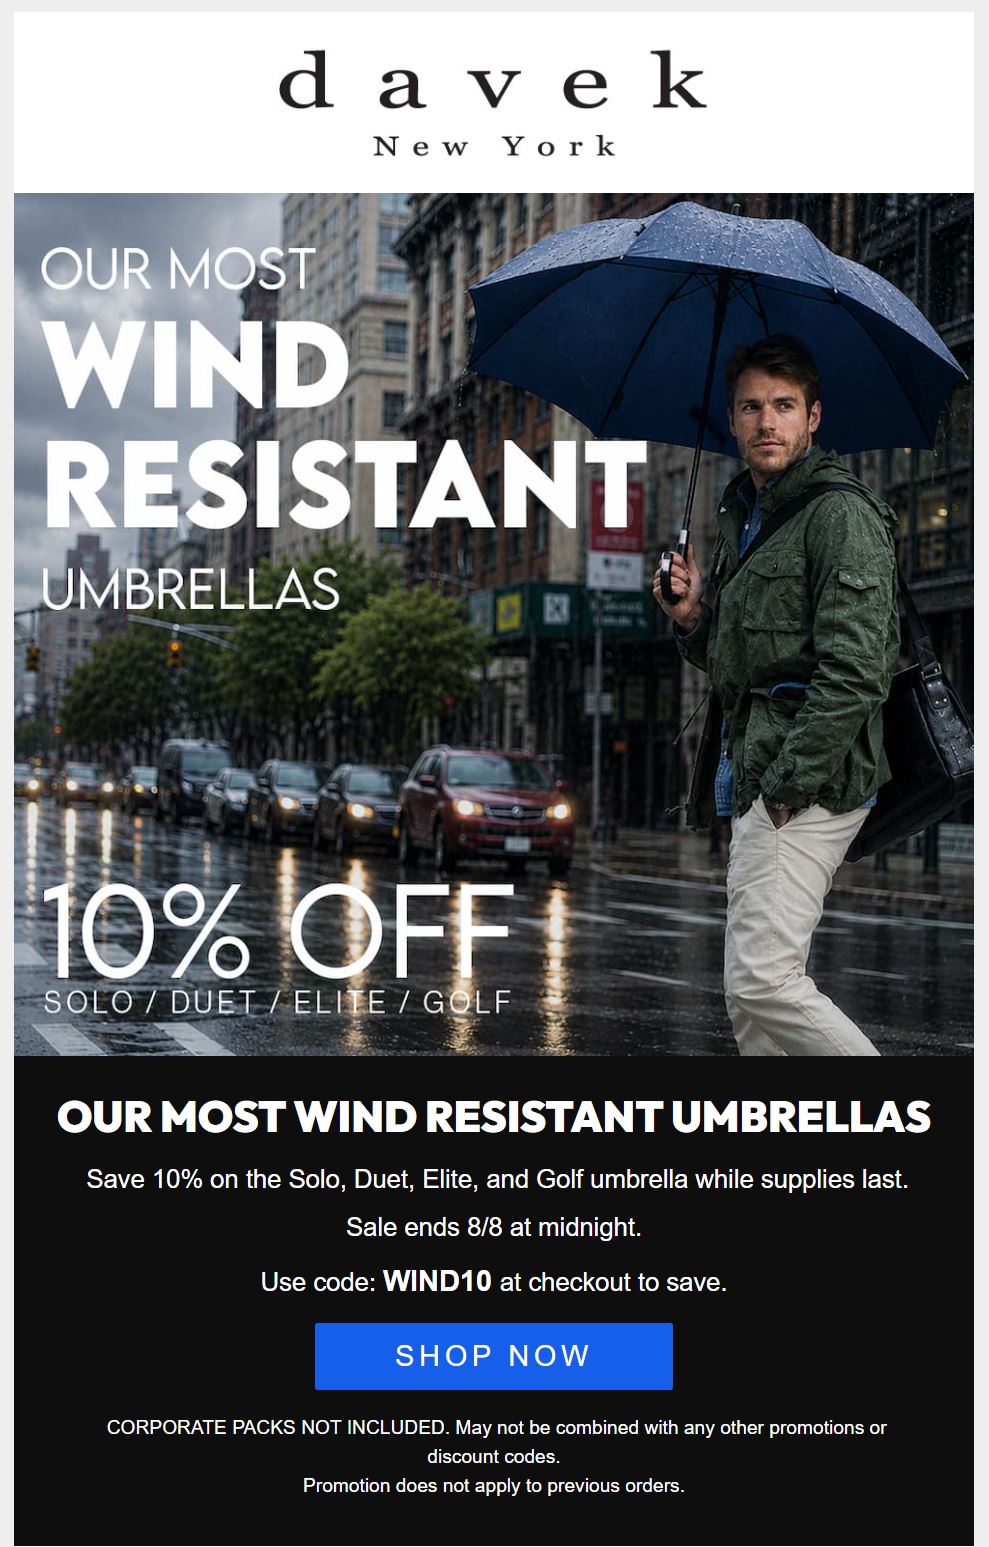 davek
New York
OUR MOST
WIND
RESISTANT
UMBRELLAS
10% OFF
SOLO / DUET / ELITE / GOLF
OUR MOST WIND RESISTANT UMBRELLAS
Save 10% on the Solo, Duet, Elite, and Golf umbrella while supplies last.
Sale ends 8/8 at midnight.
Use code: WIND10 at checkout to save.
SHOP NOW
CORPORATE PACKS NOT INCLUDED. May not be combined with any other promotions or
discount codes.
Promotion does not apply to previous orders.